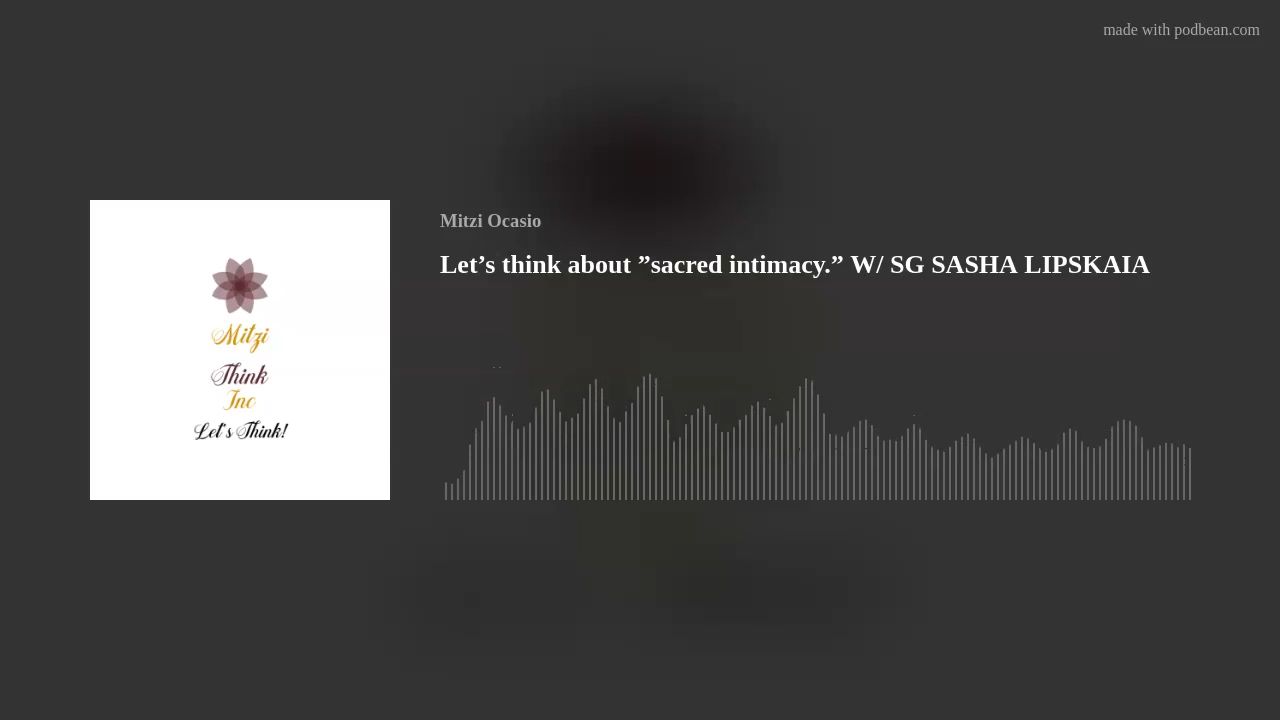 made with podbean.com
Mitzi Ocasio
Let’s think about ”sacred intimacy.” W/ SG SASHA LIPSKAIA
Mitzi
Think
Inc
Let's Think!